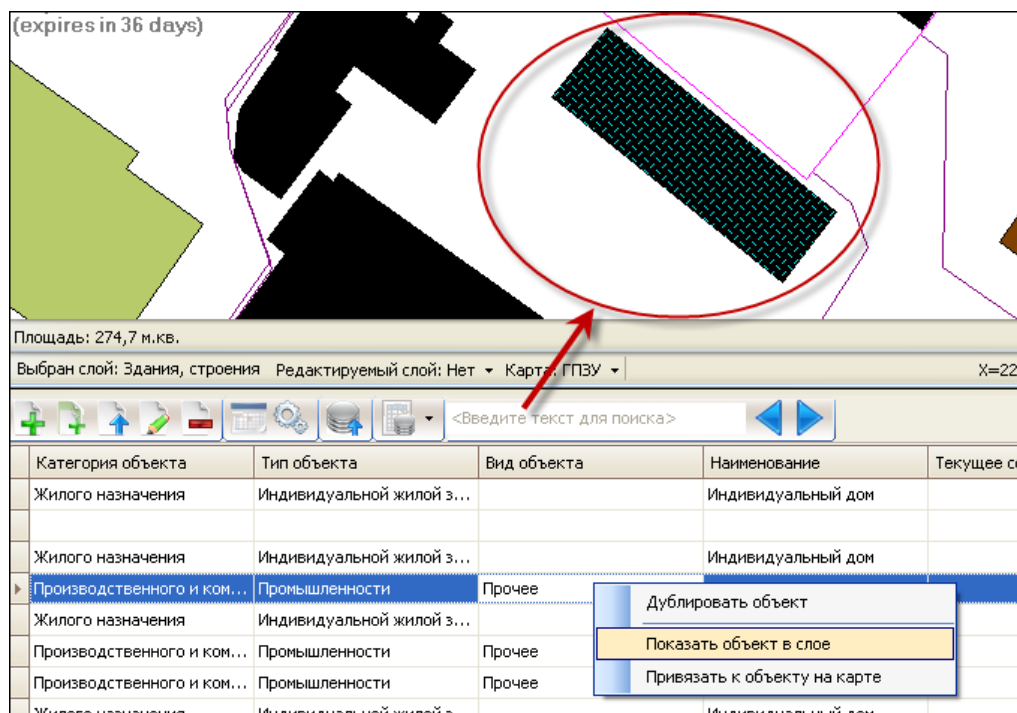 (expires in 36 days)
Площадь: 274,7 м.кв.
Выбран слой: Здания, строения Редактируемый слой: Нет Карта: ГПЗУ X=22
<Введите текст для поиска>
Категория объекта Тип объекта Вид объекта Наименование Текущее со
Жилого назначения Индивидуальной жилой з... Индивидуальный дом
Жилого назначения Индивидуальной жилой з... Индивидуальный дом
Производственного и ком... Промышленности Прочее
Дублировать объект
Жилого назначения Индивидуальной жилой з...
Показать объект в слое
Производственного и ком... Промышленности Прочее
Привязать к объекту на карте
Производственного и ком... Промышленности Прочее